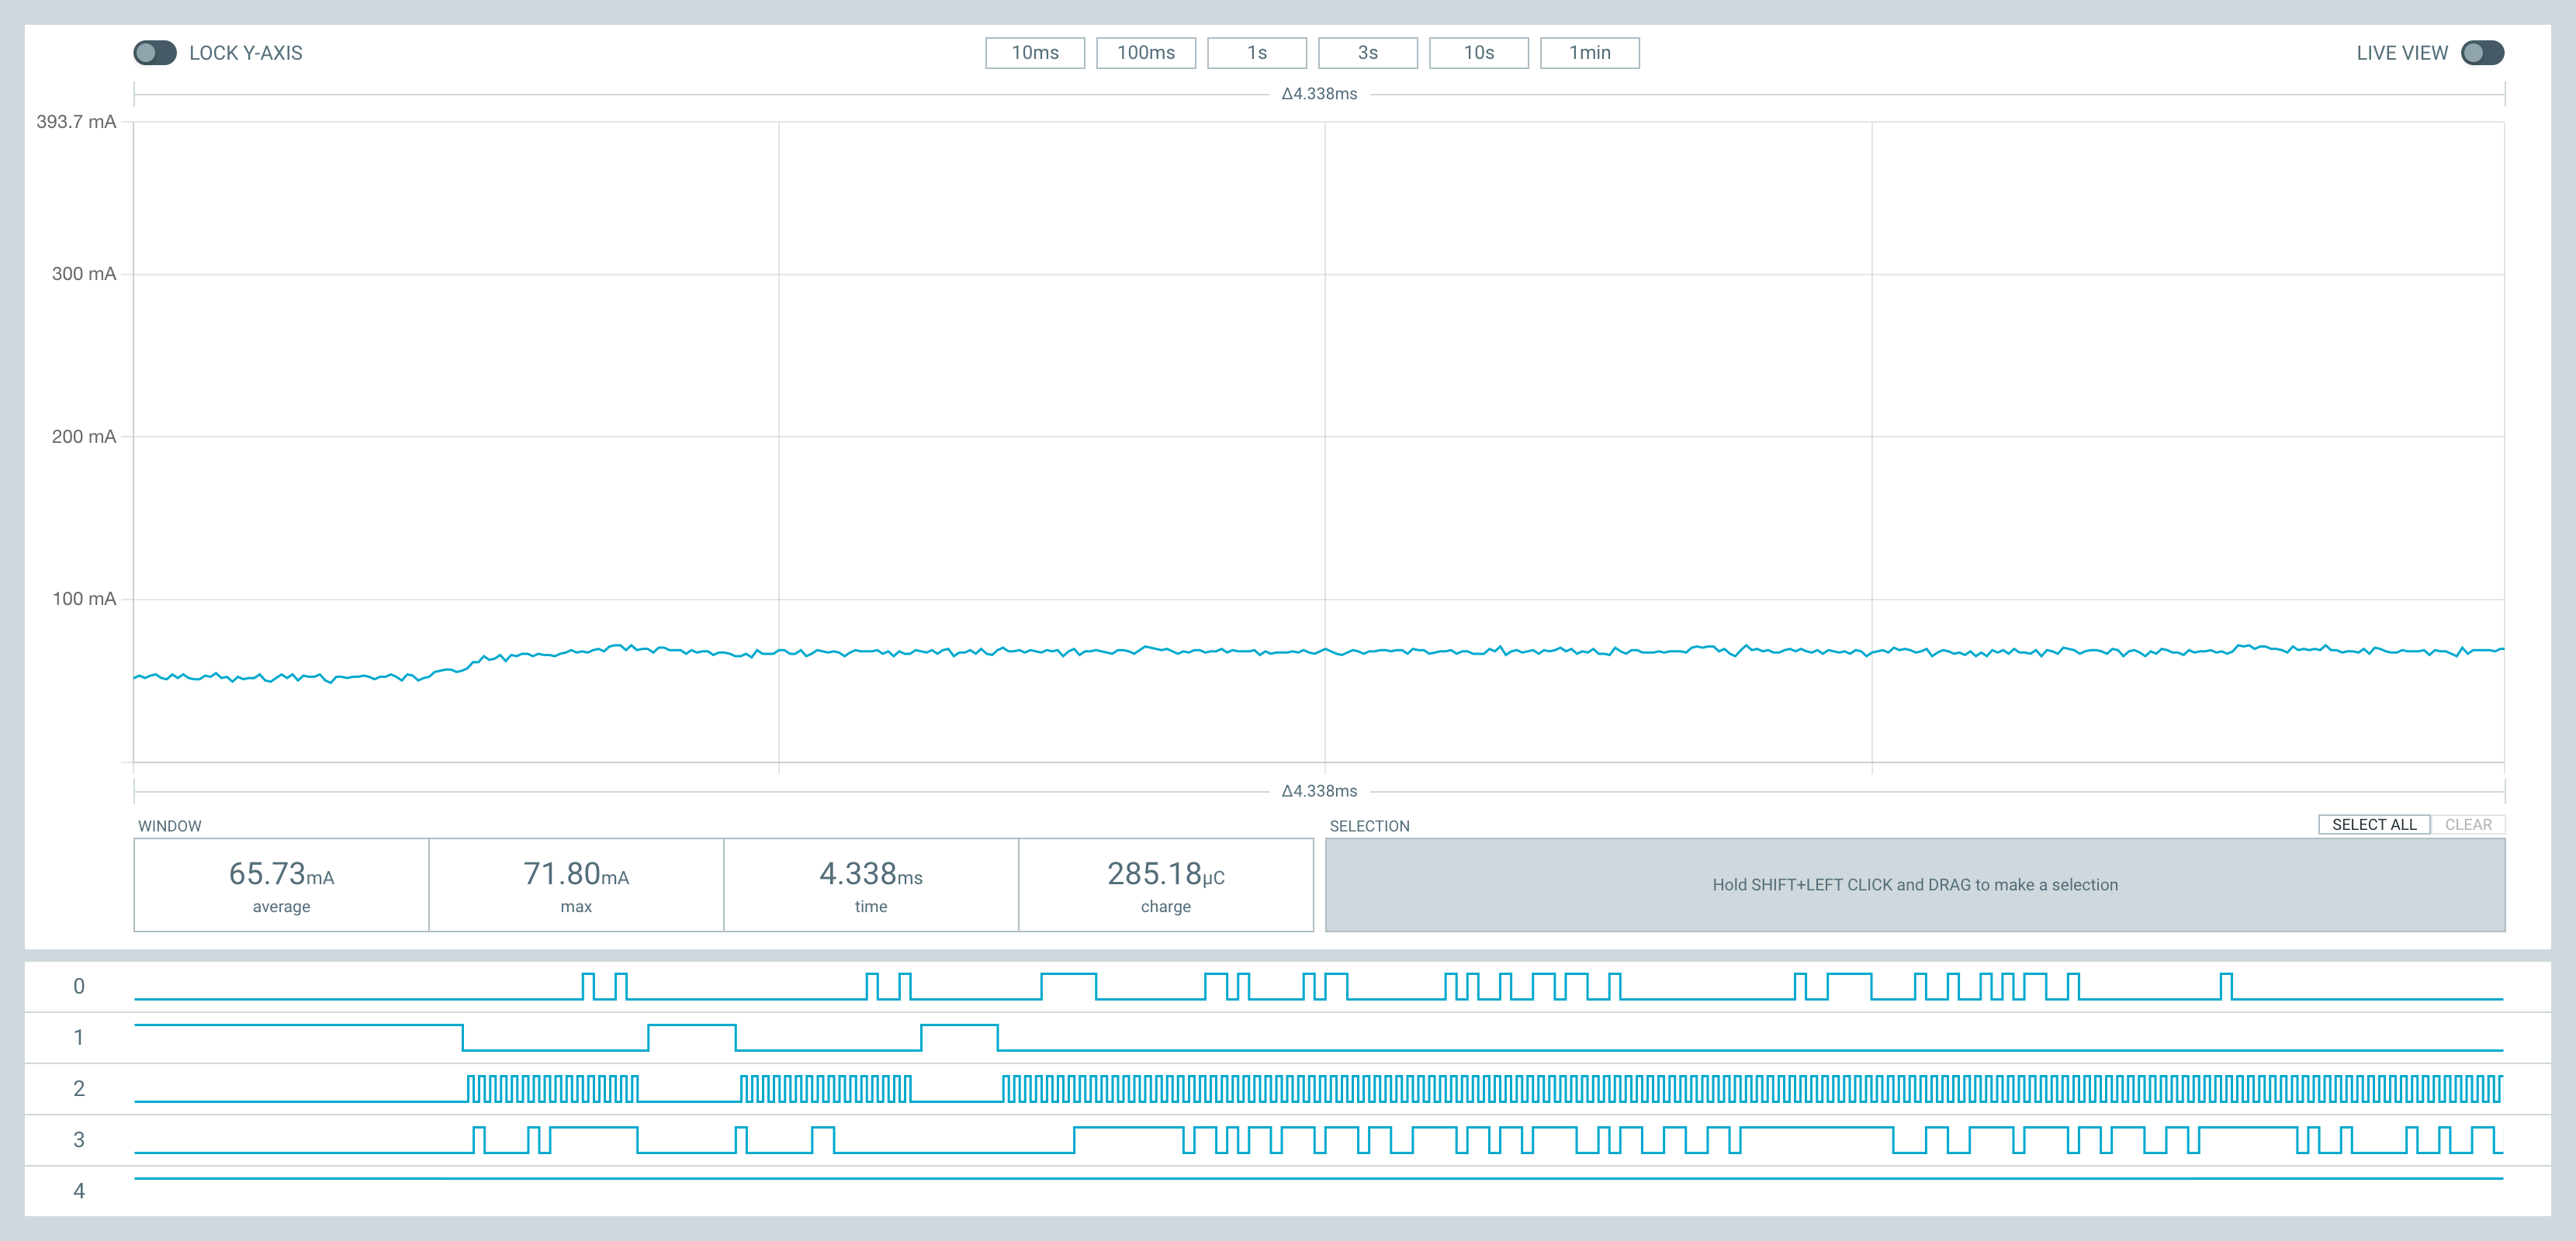 LOCK Y-AXIS 10ms 100ms 1s 3s 10s 1min LIVE VIEW
Δ4.338ms
393.7 mA
300 mA
200 mA
100 mA
Δ4.338ms
WINDOW
65.73mA 71.80mA 4.338ms 285.18μC
average max time charge
SELECTION SELECT ALL CLEAR
Hold SHIFT+LEFT CLICK and DRAG to make a selection
0
1
2
3
4